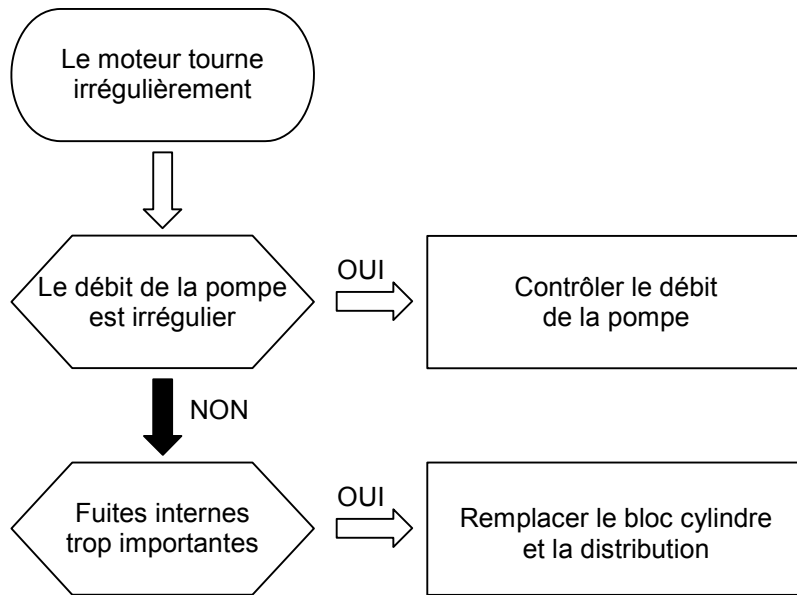 Le moteur tourne
irrégulièrement
Le débit de la pompe
est irrégulier
OUI
Contrôler le débit
de la pompe
NON
Fuites internes
trop importantes
OUI
Remplacer le bloc cylindre
et la distribution